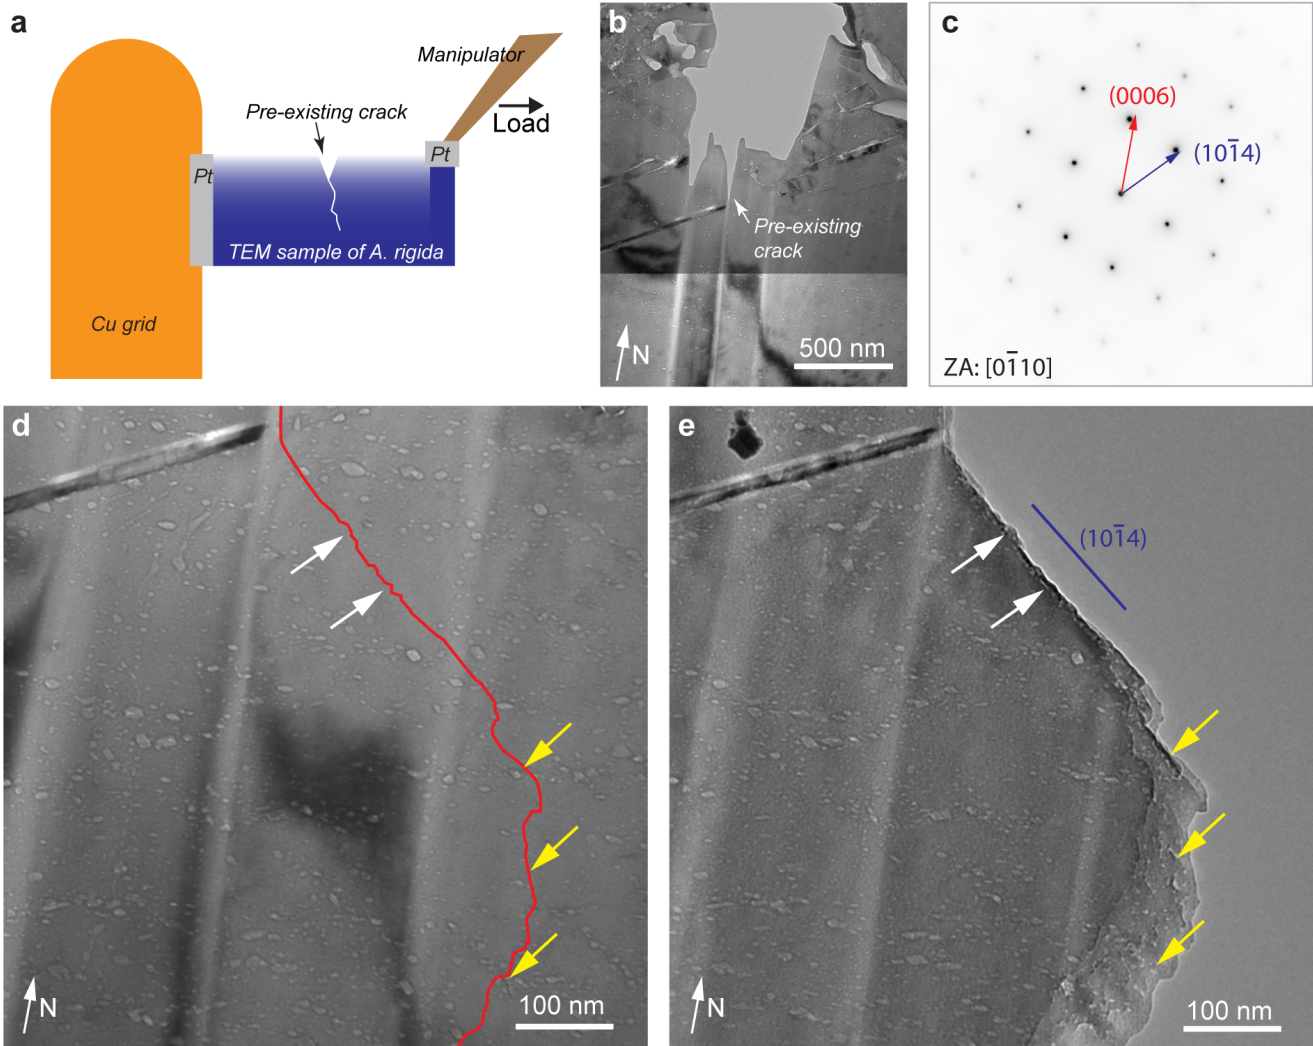 a
Manipulator
Pre-existing crack
Load
Pt
Pt
TEM sample of A. rigida
Cu grid
b
Pre-existing
crack
N
500 nm
c
(0006)
(101̅4)
ZA: [01̅10]
d
N
100 nm
e
(101̅4)
N
100 nm